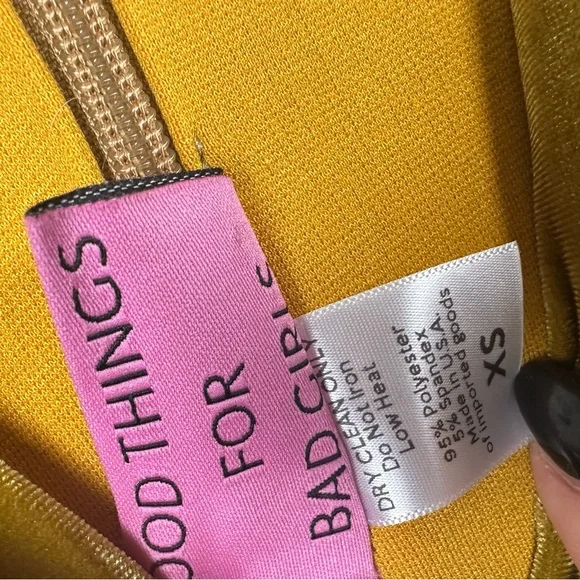 OOD THINGS
FOR
BAD GIRLS
XS
DRY CLEAN ONLY
Do Not Iron
Low Heat
95% Polyester
5% Spandex
Made in U.S.A.
of imported goods